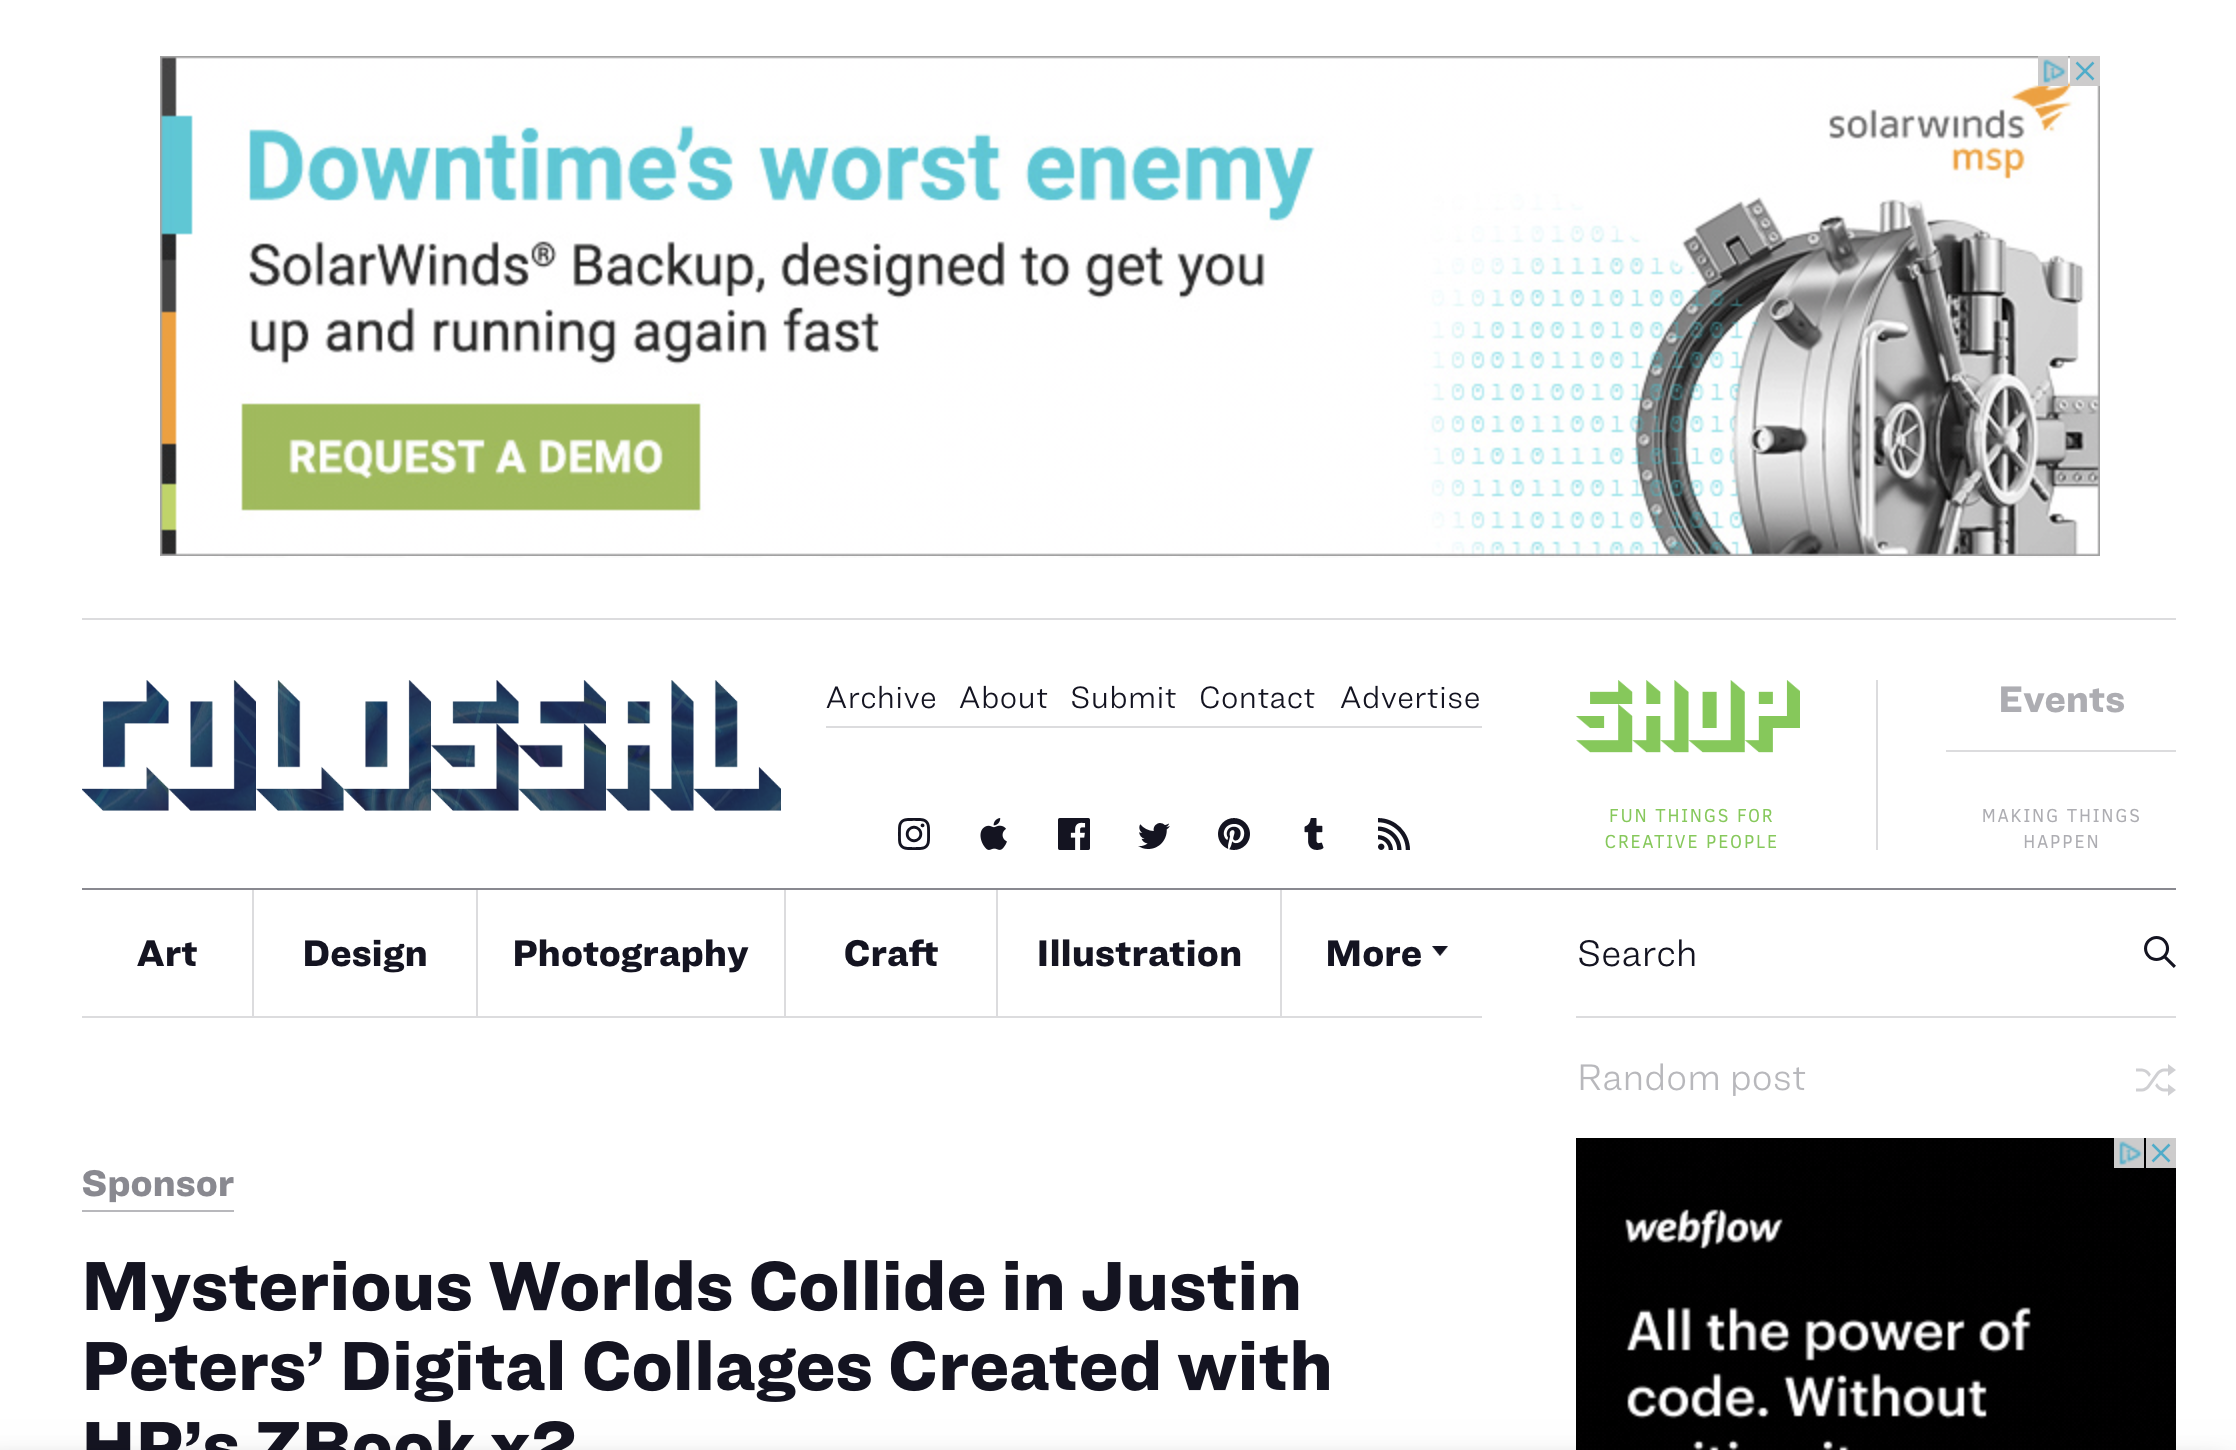 Downtime's worst enemy
SolarWinds® Backup, designed to get you
up and running again fast
REQUEST A DEMO
solarwinds
msp
COLOSSAL
Archive About Submit Contact Advertise
SHOP
FUN THINGS FOR
CREATIVE PEOPLE
Events
MAKING THINGS
HAPPEN
Art Design Photography Craft Illustration More
Search
Random post
Sponsor
Mysterious Worlds Collide in Justin
Peters’ Digital Collages Created with
HP’s ZBook x2
webflow
All the power of
code. Without